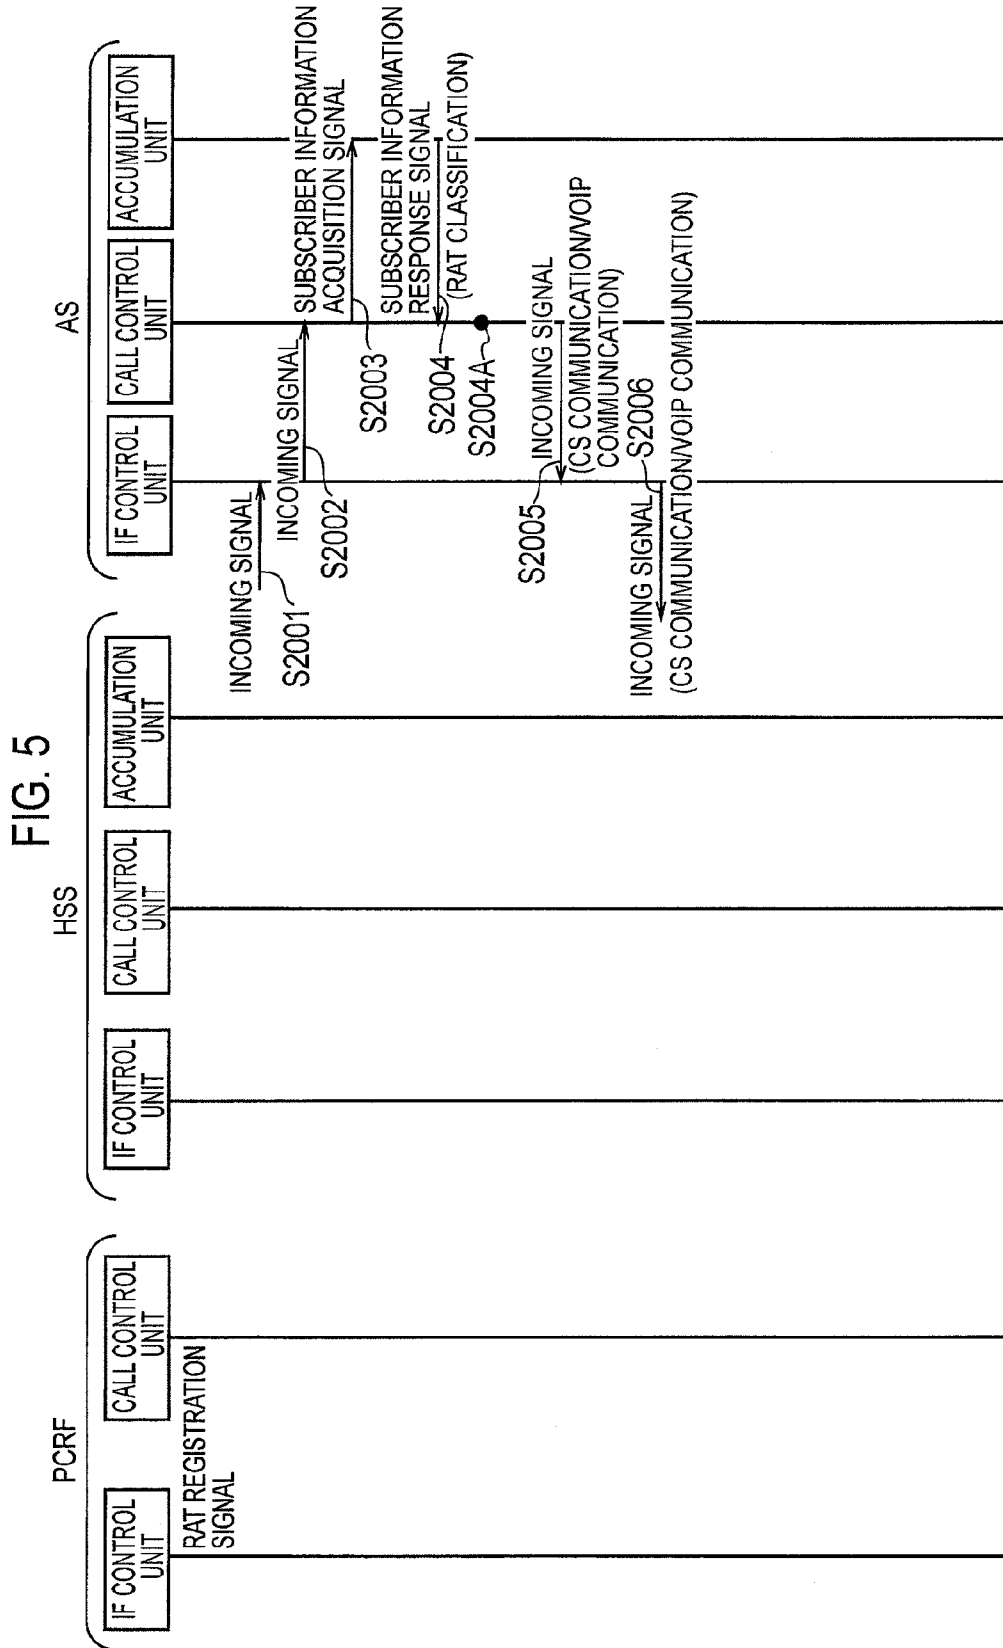 FIG. 5
PCRF
HSS
AS
IF CONTROL
UNIT
CALL CONTROL
UNIT
IF CONTROL
UNIT
CALL CONTROL
UNIT
ACCUMULATION
UNIT
IF CONTROL
UNIT
CALL CONTROL
UNIT
ACCUMULATION
UNIT
RAT REGISTRATION
SIGNAL
INCOMING SIGNAL
S2001
INCOMING SIGNAL
S2002
SUBSCRIBER INFORMATION
ACQUISITION SIGNAL
S2003
SUBSCRIBER INFORMATION
RESPONSE SIGNAL
(RAT CLASSIFICATION)
S2004
S2004A
INCOMING SIGNAL
(CS COMMUNICATION/VOIP
COMMUNICATION)
S2005
INCOMING SIGNAL
S2006
(CS COMMUNICATION/VOIP COMMUNICATION)